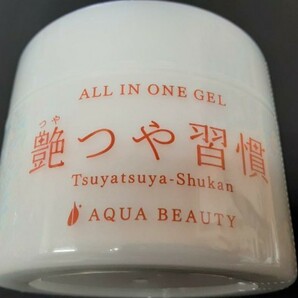 ALL IN ONE GEL
つや
艶つや習慣
Tsuyatsuya-Shukan
AQUA BEAUTY